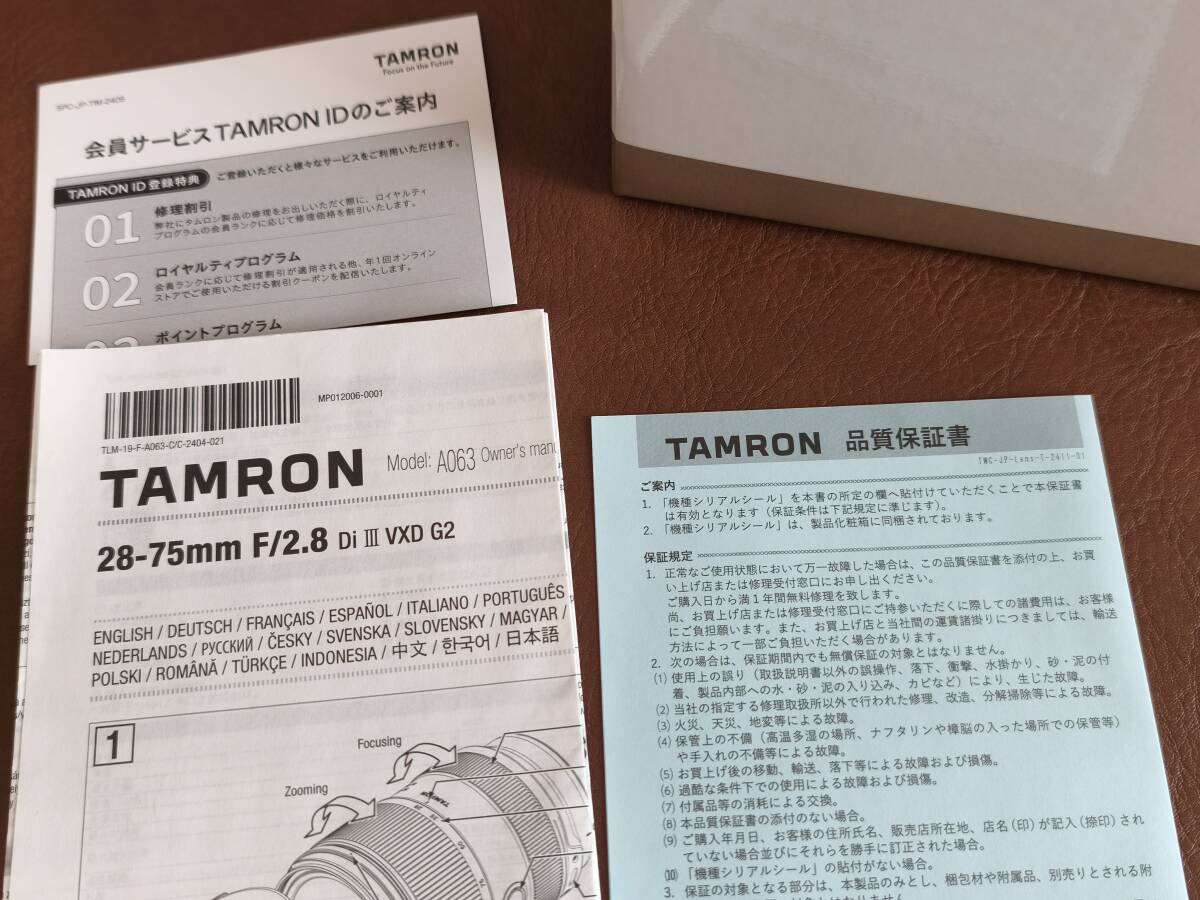 TAMRON
Focus on the Future
SPC-JP-TIM-2405
会員サービスTAMRON IDのご案内
TAMRON ID 登録特典
ご登録いただくと様々なサービスをご利用いただけます。
01
修理割引
弊社にタムロン製品の修理をお出しいただく際に、ロイヤルティ
プログラムの会員ランクに応じて修理価格を割引いたします。
02
ロイヤルティプログラム
会員ランクに応じて修理割引が適用される他、年1回オンライン
ストアでご使用いただける割引クーポンを配信いたします。
03
ポイントプログラム
MP012006-0001
TLM-19-F-A063-C/C-2404-021
TAMRON Model: A063 Owner's manu
28-75mm F/2.8 Di III VXD G2
ENGLISH / DEUTSCH / FRANÇAIS / ESPAÑOL / ITALIANO / PORTUGUÊS
NEDERLANDS / РУССКИЙ / ČESKY / SVENSKA / SLOVENSKY / MAGYAR /
POLSKI / ROMÂNĂ / TÜRKÇE / INDONESIA / 中文 / 한국어 / 日本語
1
Focusing
Zooming
TAMRON
TAMRON 品質保証書
TWC-JP-Lens-T-2411-01
ご案内
1. 「機種シリアルシール」を本書の所定の欄へ貼付けていただくことで本保証書
は有効となります(保証条件は下記規定に準じます)。
2. 「機種シリアルシール」は、製品化粧箱に同梱されております。
保証規定
1. 正常なご使用状態において万一故障した場合は、この品質保証書を添付の上、お買
い上げ店または修理受付窓口にお申し出ください。
ご購入日から満1年間無料修理を致します。
尚、お買上げ店または修理受付窓口にご持参いただくに際しての諸費用は、お客様
にご負担願います。また、お買上げ店と当社間の運賃諸掛りにつきましては、輸送
方法によって一部ご負担いただく場合があります。
2. 次の場合は、保証期間内でも無償保証の対象とはなりません。
(1) 使用上の誤り(取扱説明書以外の誤操作、落下、衝撃、水掛かり、砂・泥の付
着、製品内部への水・砂・泥の入り込み、カビなど)により、生じた故障。
(2) 当社の指定する修理取扱所以外で行われた修理、改造、分解掃除等による故障。
(3) 火災、天災、地変等による故障。
(4) 保管上の不備(高温多湿の場所、ナフタリンや樟脳の入った場所での保管等)
や手入れの不備等による故障。
(5) お買上げ後の移動、輸送、落下等による故障および損傷。
(6) 過酷な条件下での使用による故障および損傷。
(7) 付属品等の消耗による交換。
(8) 本品質保証書の添付のない場合。
(9) ご購入年月日、お客様の住所氏名、販売店所在地、店名(印)が記入(捺印)され
ていない場合並びにそれらを勝手に訂正された場合。
(10) 「機種シリアルシール」の貼付がない場合。
3. 保証の対象となる部分は、本製品のみとし、梱包材や附属品、別売りとされる附